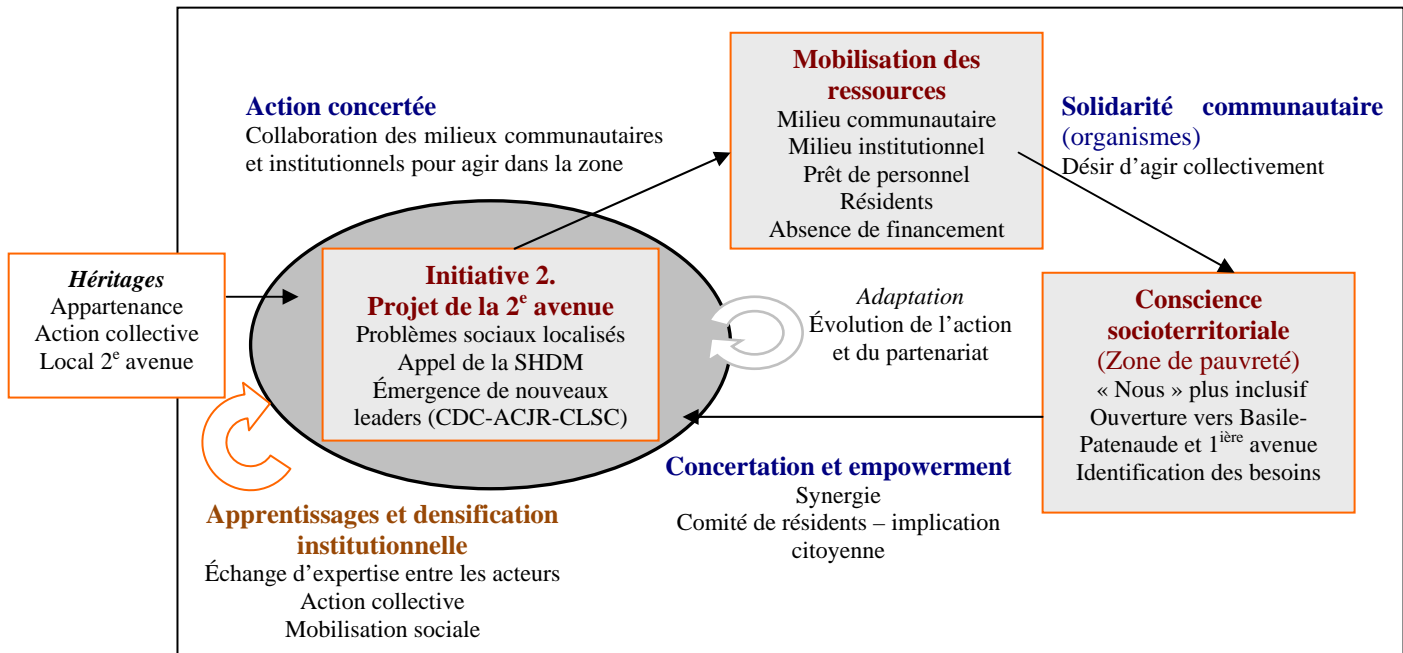 Mobilisation des
ressources
Milieu communautaire
Milieu institutionnel
Prêt de personnel
Résidents
Absence de financement
Action concertée
Collaboration des milieux communautaires
et institutionnels pour agir dans la zone
Solidarité communautaire
(organismes)
Désir d'agir collectivement
Héritages
Appartenance
Action collective
Local 2e avenue
Initiative 2.
Projet de la 2e avenue
Problèmes sociaux localisés
Appel de la SHDM
Émergence de nouveaux
leaders (CDC-ACJR-CLSC)
Adaptation
Évolution de l'action
et du partenariat
Conscience
socioterritoriale
(Zone de pauvreté)
« Nous » plus inclusif
Ouverture vers Basile-
Patenaude et 1ière avenue
Identification des besoins
Concertation et empowerment
Synergie
Comité de résidents – implication
citoyenne
Apprentissages et densification
institutionnelle
Échange d'expertise entre les acteurs
Action collective
Mobilisation sociale